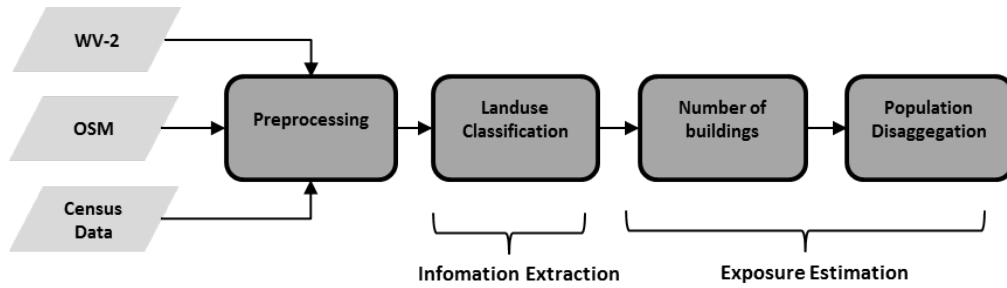 WV-2
OSM
Census
Data
Preprocessing
Landuse
Classification
Number of
buildings
Population
Disaggegation
Infomation Extraction
Exposure Estimation